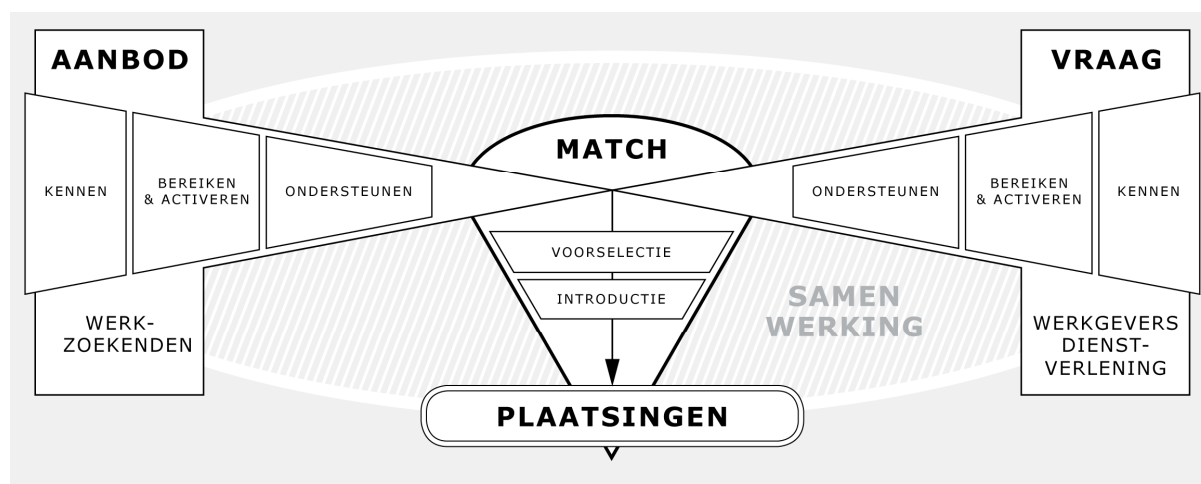 AANBOD
KENNEN
BEREIKEN
& ACTIVEREN
ONDERSTEUNEN
WERK-
ZOEKENDEN
MATCH
VOORSELECTIE
INTRODUCTIE
PLAATSINGEN
SAMEN
WERKING
VRAAG
ONDERSTEUNEN
BEREIKEN
& ACTIVEREN
KENNEN
WERKGEVERS
DIENST-
VERLENING